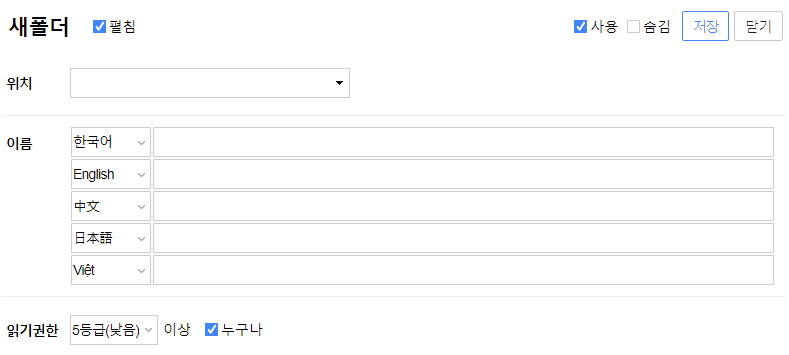 새폴더 펼침 사용 숨김 저장 닫기
위치
이름 한국어
English
中文
日本語
Việt
읽기권한 5등급(낮음) 이상 누구나